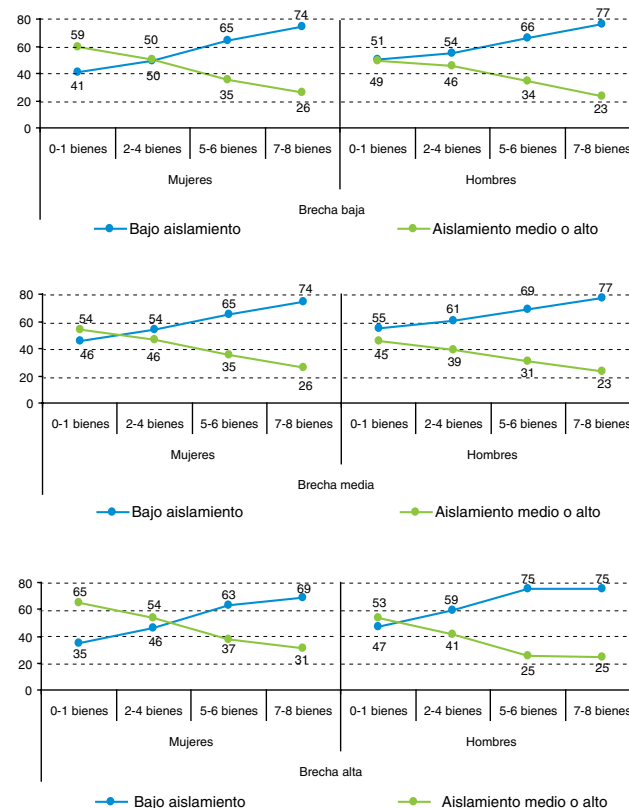 80
60
40
20
0
59 50 65 74
41 50 35 26
51 54 66 77
49 46 34 23
0-1 bienes 2-4 bienes 5-6 bienes 7-8 bienes 0-1 bienes 2-4 bienes 5-6 bienes 7-8 bienes
Mujeres Hombres
Brecha baja
Bajo aislamiento Aislamiento medio o alto
80
60
40
20
0
54 54 65 74
46 46 35 26
55 61 69 77
45 39 31 23
0-1 bienes 2-4 bienes 5-6 bienes 7-8 bienes 0-1 bienes 2-4 bienes 5-6 bienes 7-8 bienes
Mujeres Hombres
Brecha media
Bajo aislamiento Aislamiento medio o alto
80
60
40
20
0
65 54 63 69
35 46 37 31
53 59 75 75
47 41 25 25
0-1 bienes 2-4 bienes 5-6 bienes 7-8 bienes 0-1 bienes 2-4 bienes 5-6 bienes 7-8 bienes
Mujeres Hombres
Brecha alta
Bajo aislamiento Aislamiento medio o alto